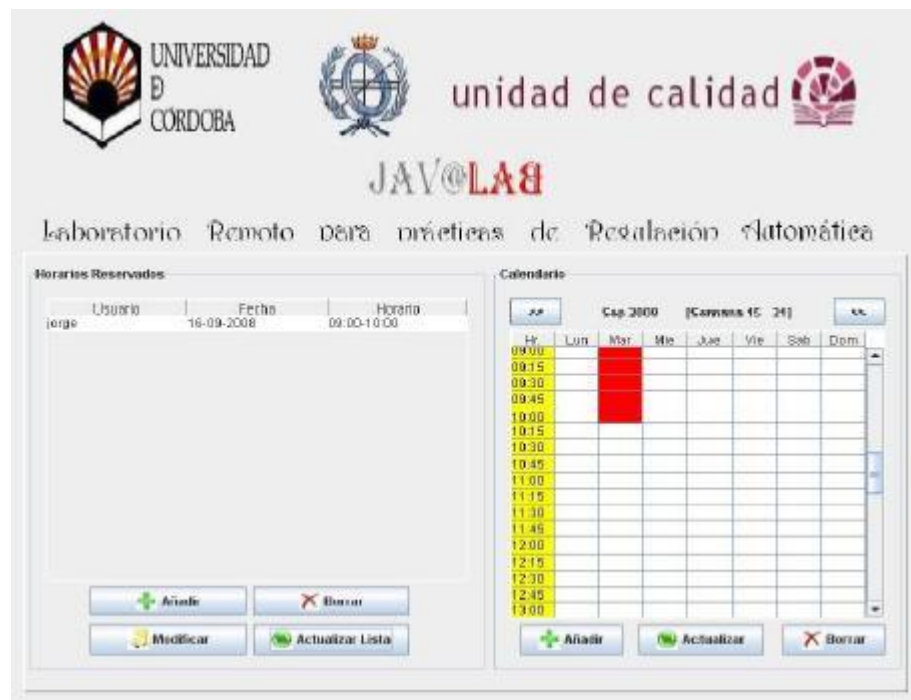 UNIVERSIDAD
Ð
CÓRDOBA
unidad de calidad
JAV@LAB
Laboratorio Remoto para prácticas de Regulación Automática
Horarios Reservados
Usuario Fecha Horario
jorge 16-09-2008 09:00-10:00
Añadir Borrar
Modificar Actualizar Lista
Calendario
Hr. Lun Mar Mie Jue Vie Sab Dom
09:00
09:15
09:30
09:45
10:00
10:15
10:30
10:45
11:00
11:15
11:30
11:45
12:00
12:15
12:30
12:45
13:00
Añadir Actualizar Borrar